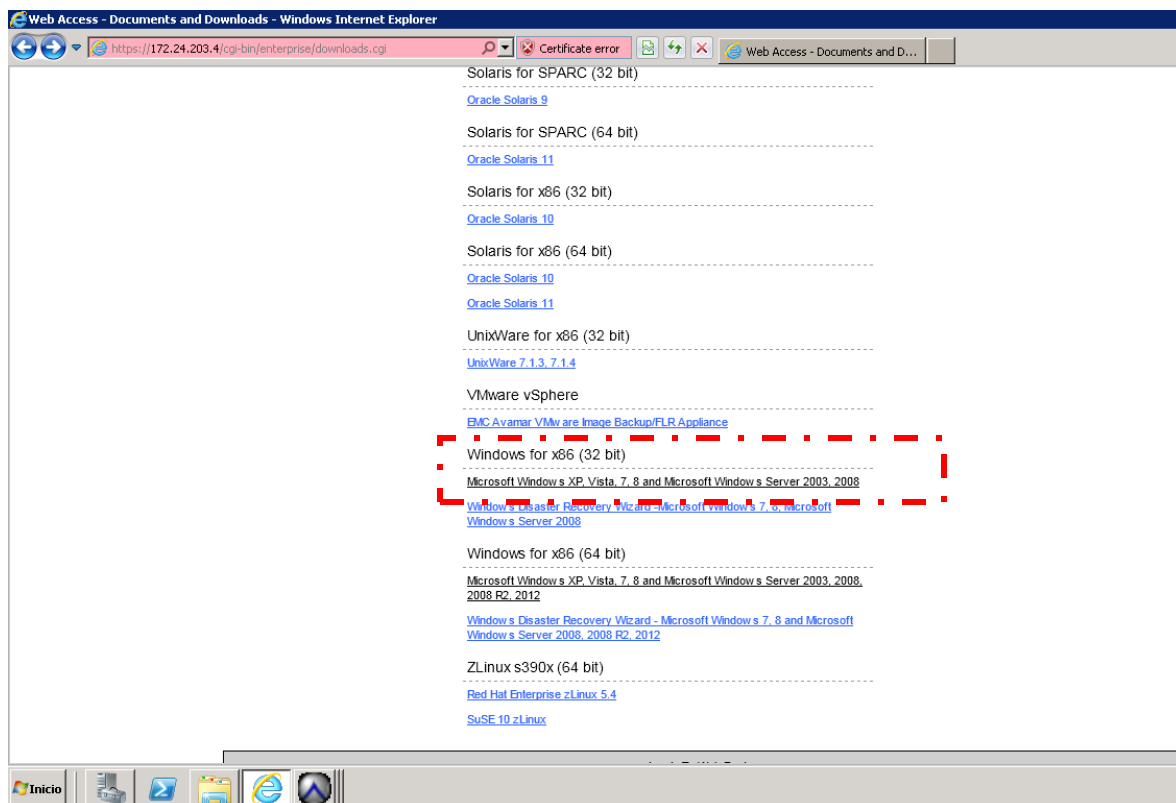 Web Access - Documents and Downloads - Windows Internet Explorer
https://172.24.203.4/cgi-bin/enterprise/downloads.cgi
Certificate error
Web Access - Documents and D...
Solaris for SPARC (32 bit)
Oracle Solaris 9
Solaris for SPARC (64 bit)
Oracle Solaris 11
Solaris for x86 (32 bit)
Oracle Solaris 10
Solaris for x86 (64 bit)
Oracle Solaris 10
Oracle Solaris 11
UnixWare for x86 (32 bit)
UnixWare 7.1.3, 7.1.4
VMware vSphere
EMC Avamar VMware Image Backup/FLR Appliance
Windows for x86 (32 bit)
Microsoft Windows XP, Vista, 7, 8 and Microsoft Windows Server 2003, 2008
Windows Disaster Recovery Wizard -Microsoft Windows 7, 8, Microsoft
Windows Server 2008
Windows for x86 (64 bit)
Microsoft Windows XP, Vista, 7, 8 and Microsoft Windows Server 2003, 2008,
2008 R2, 2012
Windows Disaster Recovery Wizard - Microsoft Windows 7, 8 and Microsoft
Windows Server 2008, 2008 R2, 2012
ZLinux s390x (64 bit)
Red Hat Enterprise zLinux 5.4
SuSE 10 zLinux
Inicio